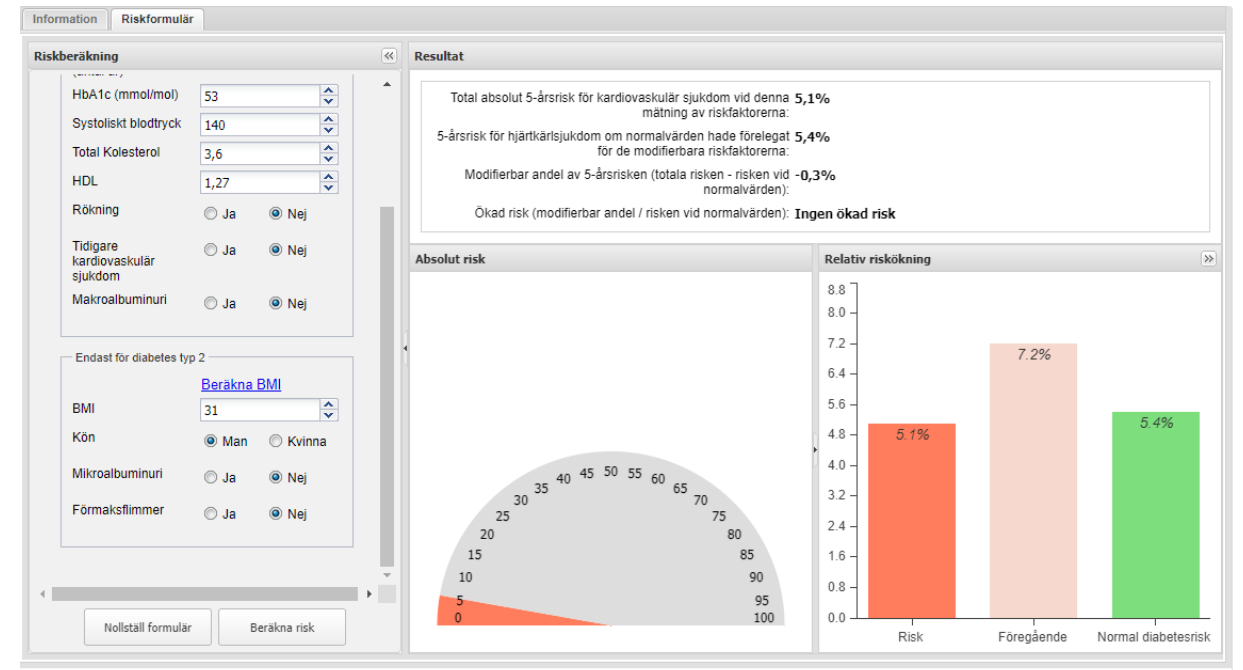 Information Riskformulär
Riskberäkning
HbA1c (mmol/mol) 53
Systoliskt blodtryck 140
Total Kolesterol 3,6
HDL 1,27
Rökning Ja Nej
Tidigare
kardiovaskulär
sjukdom
Ja Nej
Makroalbuminuri Ja Nej
Endast för diabetes typ 2
Beräkna BMI
BMI 31
Kön Man Kvinna
Mikroalbuminuri Ja Nej
Förmaksflimmer Ja Nej
Nollställ formulär Beräkna risk
Resultat
Total absolut 5-årsrisk för kardiovaskulär sjukdom vid denna 5,1%
mätning av riskfaktorerna:
5-årsrisk för hjärtkärlsjukdom om normalvärden hade förelegat 5,4%
för de modifierbara riskfaktorerna:
Modifierbar andel av 5-årsrisken (totala risken - risken vid -0,3%
normalvärden):
Ökad risk (modifierbar andel / risken vid normalvärden): Ingen ökad risk
Absolut risk
0
5
10
15
20
25
30
35
40
45
50
55
60
65
70
75
80
85
90
95
100
Relativ riskökning
8.8
8.0
7.2
6.4
5.6
4.8
4.0
3.2
2.4
1.6
0.8
0.0
5.1%
7.2%
5.4%
Risk Föregående Normal diabetesrisk